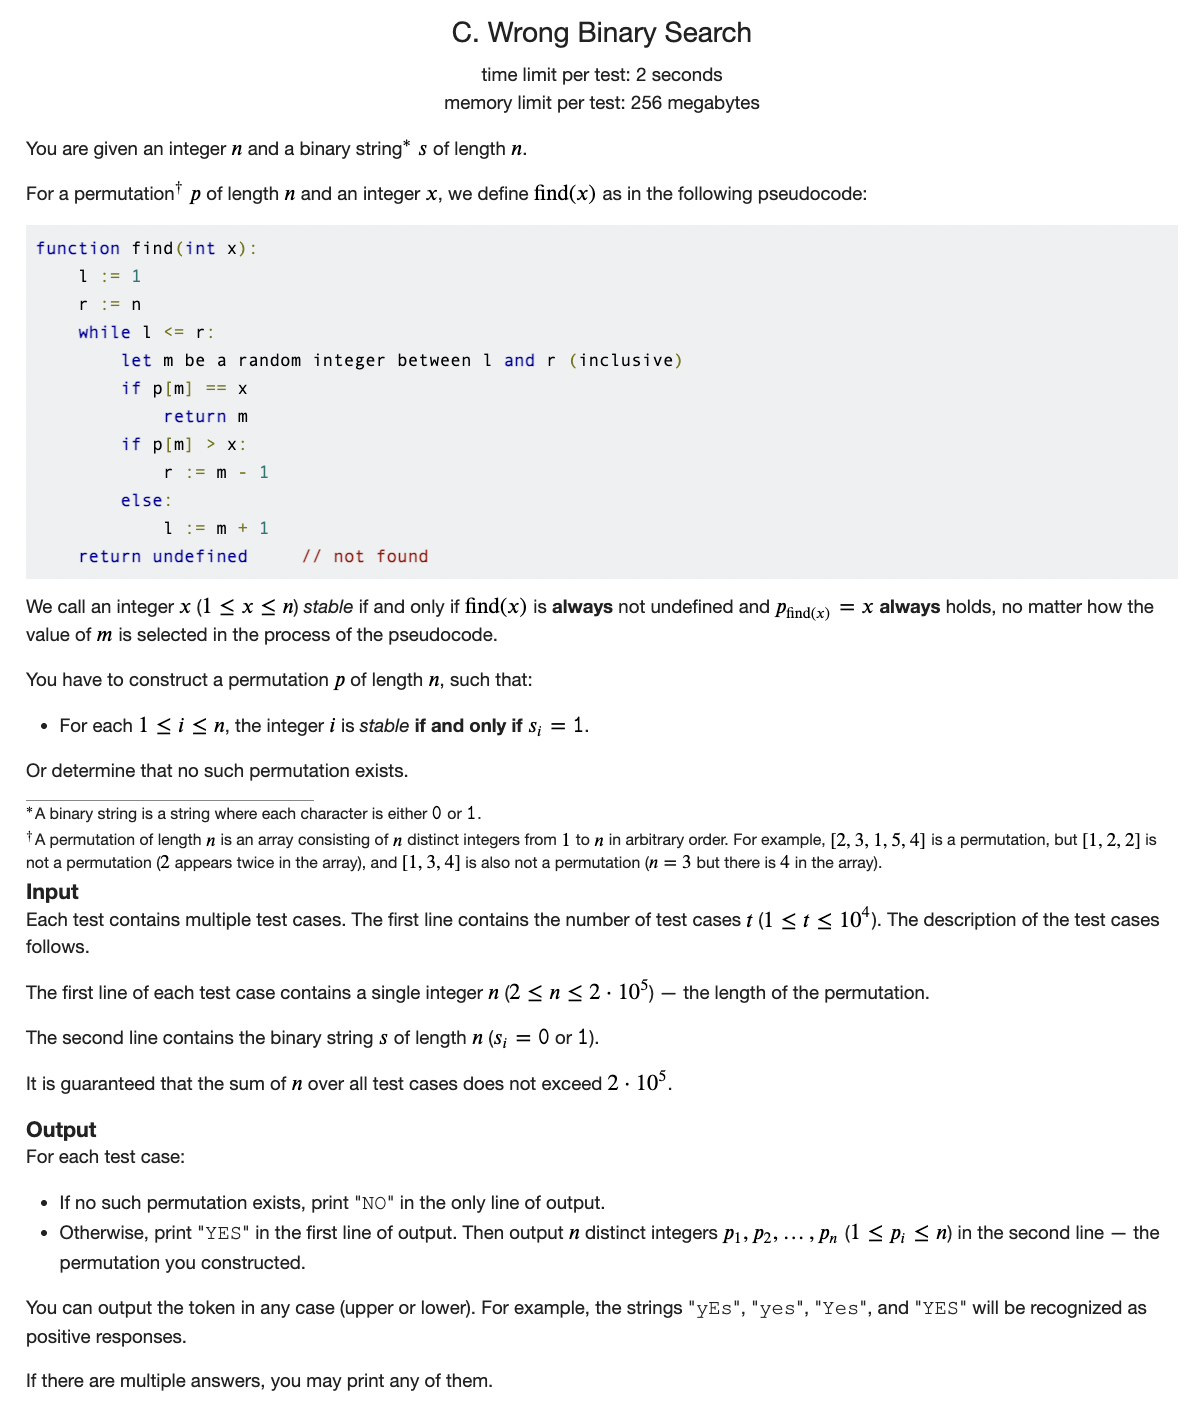 C. Wrong Binary Search
time limit per test: 2 seconds
memory limit per test: 256 megabytes
You are given an integer n and a binary string* s of length n.
For a permutation† p of length n and an integer x, we define find(x) as in the following pseudocode:
function find(int x):
    l := 1
    r := n
    while l <= r:
        let m be a random integer between l and r (inclusive)
        if p[m] == x
            return m
        if p[m] > x:
            r := m - 1
        else:
            l := m + 1
    return undefined     // not found
We call an integer x (1 ≤ x ≤ n) stable if and only if find(x) is always not undefined and p_find(x) = x always holds, no matter how the
value of m is selected in the process of the pseudocode.
You have to construct a permutation p of length n, such that:
• For each 1 ≤ i ≤ n, the integer i is stable if and only if s_i = 1.
Or determine that no such permutation exists.
* A binary string is a string where each character is either 0 or 1.
† A permutation of length n is an array consisting of n distinct integers from 1 to n in arbitrary order. For example, [2, 3, 1, 5, 4] is a permutation, but [1, 2, 2] is
not a permutation (2 appears twice in the array), and [1, 3, 4] is also not a permutation (n = 3 but there is 4 in the array).
Input
Each test contains multiple test cases. The first line contains the number of test cases t (1 ≤ t ≤ 10^4). The description of the test cases
follows.
The first line of each test case contains a single integer n (2 ≤ n ≤ 2 · 10^5) — the length of the permutation.
The second line contains the binary string s of length n (s_i = 0 or 1).
It is guaranteed that the sum of n over all test cases does not exceed 2 · 10^5.
Output
For each test case:
• If no such permutation exists, print "NO" in the only line of output.
• Otherwise, print "YES" in the first line of output. Then output n distinct integers p_1, p_2, …, p_n (1 ≤ p_i ≤ n) in the second line — the
permutation you constructed.
You can output the token in any case (upper or lower). For example, the strings "yEs", "yes", "Yes", and "YES" will be recognized as
positive responses.
If there are multiple answers, you may print any of them.